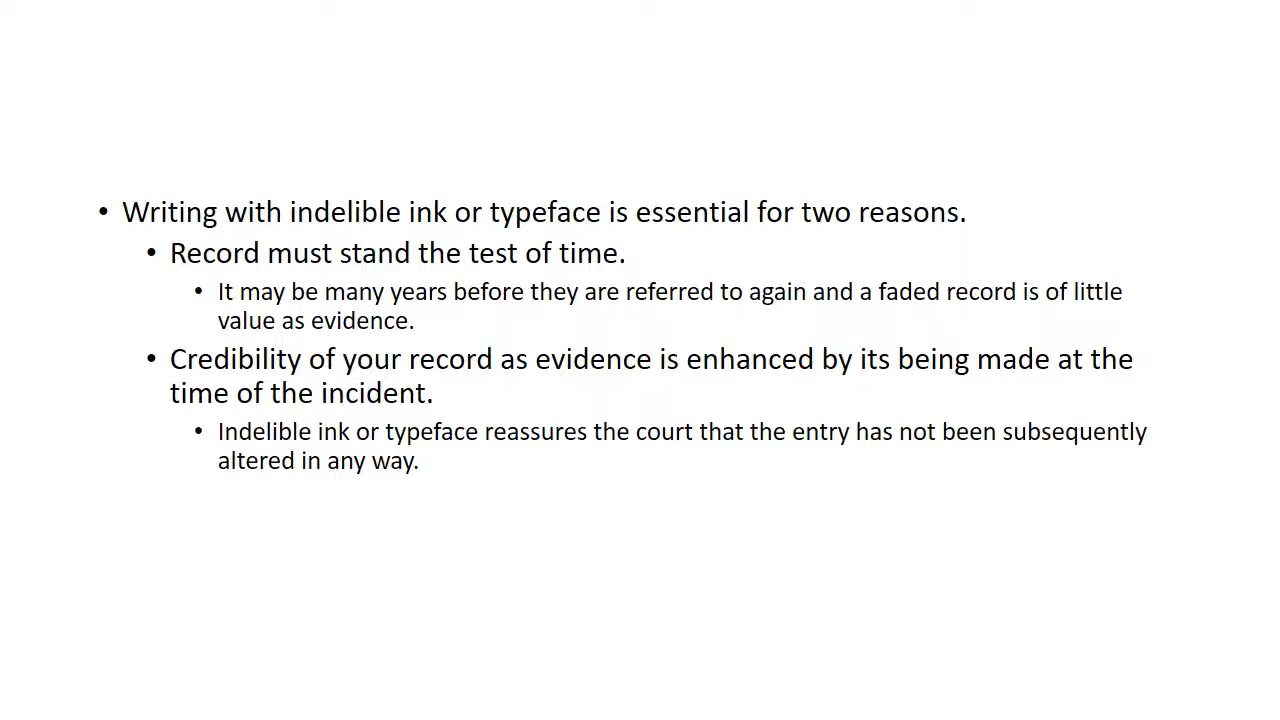 • Writing with indelible ink or typeface is essential for two reasons.
• Record must stand the test of time.
• It may be many years before they are referred to again and a faded record is of little
value as evidence.
• Credibility of your record as evidence is enhanced by its being made at the
time of the incident.
• Indelible ink or typeface reassures the court that the entry has not been subsequently
altered in any way.